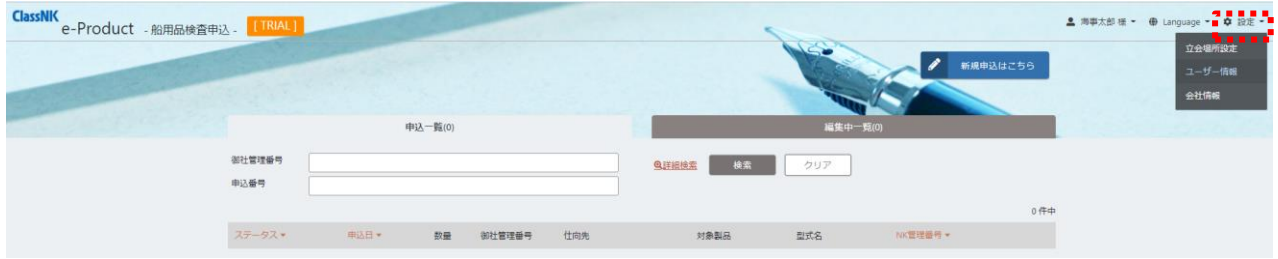 ClassNK
e-Product - 船用品検査申込 - [ TRIAL ]
海事太郎 様 Language 設定
立会場所設定
ユーザー情報
会社情報
新規申込はこちら
申込一覧(0) 編集中一覧(0)
御社管理番号
詳細検索 検索 クリア
申込番号
0 件中
ステータス 申込日 数量 御社管理番号 仕向先 対象製品 型式名 NK管理番号